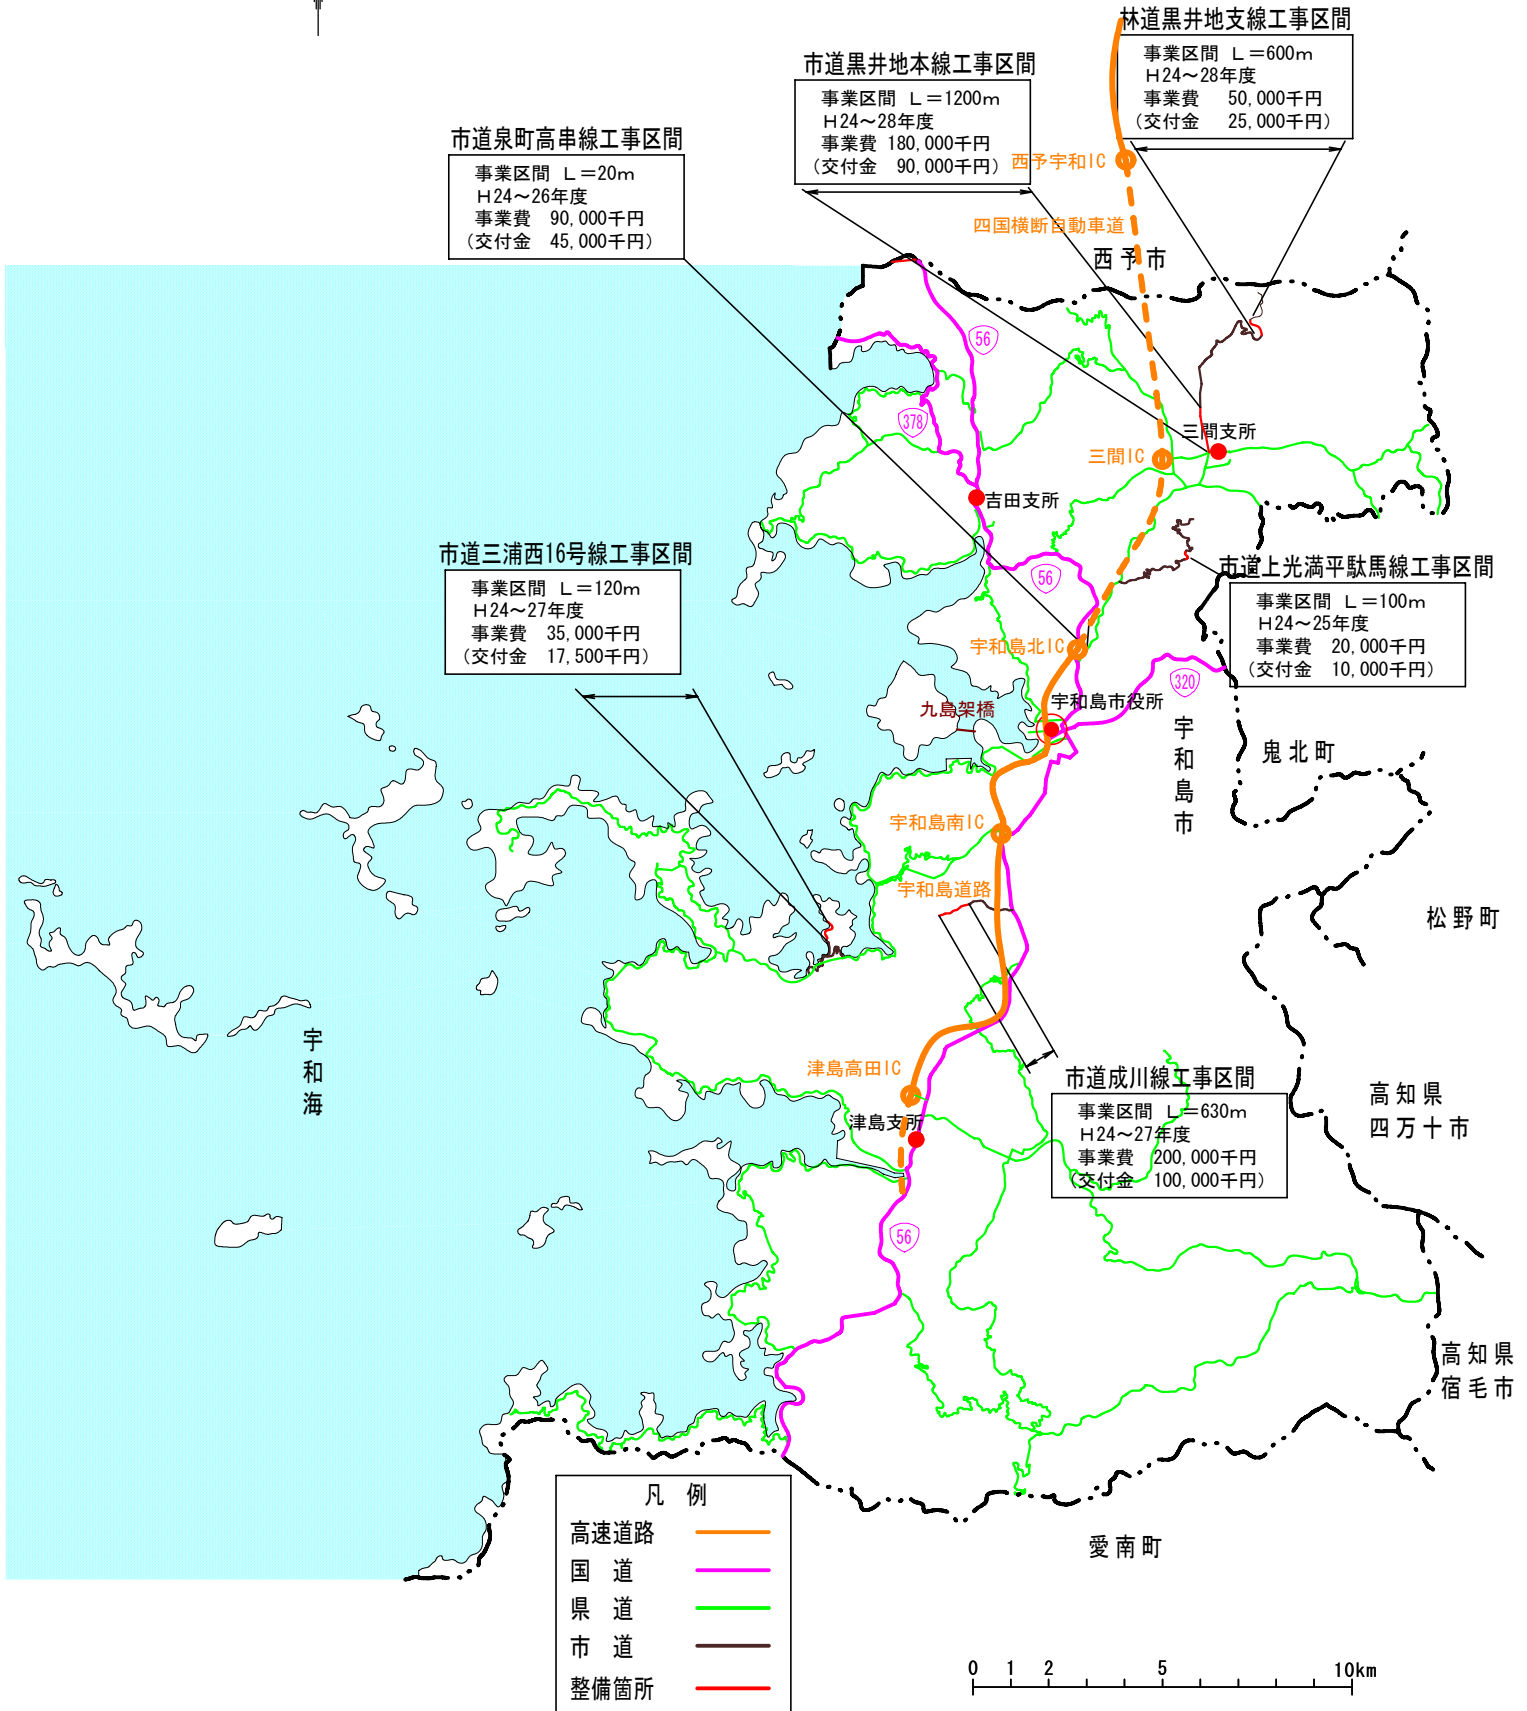 林道黒井地支線工事区間
事業区間 L=600m
H24~28年度
事業費 50,000千円
(交付金 25,000千円)
市道黒井地本線工事区間
事業区間 L=1200m
H24~28年度
事業費 180,000千円
(交付金 90,000千円)
市道泉町高串線工事区間
事業区間 L=20m
H24~26年度
事業費 90,000千円
(交付金 45,000千円)
西予宇和IC
四国横断自動車道
西予市
56
378
三間支所
三間IC
吉田支所
市道三浦西16号線工事区間
事業区間 L=120m
H24~27年度
事業費 35,000千円
(交付金 17,500千円)
56
市道上光満平駄馬線工事区間
事業区間 L=100m
H24~25年度
事業費 20,000千円
(交付金 10,000千円)
宇和島北IC
320
九島架橋
宇和島市役所
宇和島市
鬼北町
宇和島南IC
宇和島道路
松野町
宇和海
津島高田IC
津島支所
市道成川線工事区間
事業区間 L=630m
H24~27年度
事業費 200,000千円
(交付金 100,000千円)
高知県
四万十市
56
高知県
宿毛市
愛南町
凡例
高速道路
国道
県道
市道
整備箇所
0 1 2 5 10km